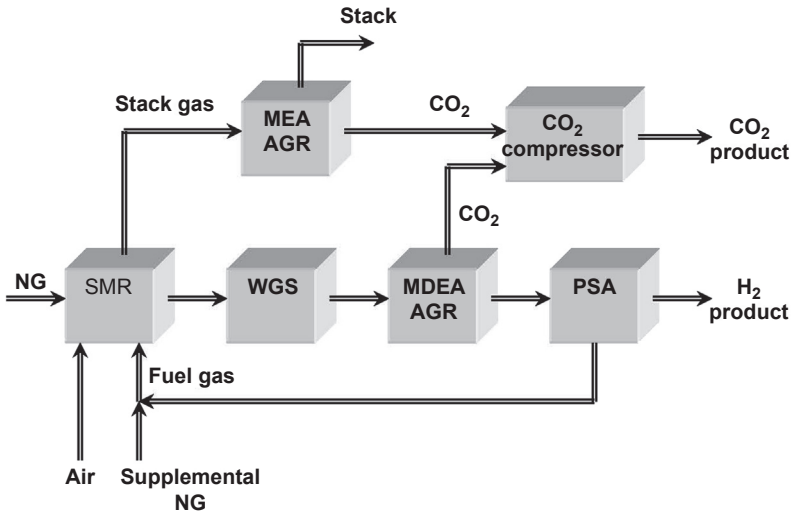 Stack
Stack gas
MEA
AGR
CO₂
CO₂
compressor
CO₂
product
CO₂
NG
SMR
WGS
MDEA
AGR
PSA
H₂
product
Fuel gas
Air
Supplemental
NG